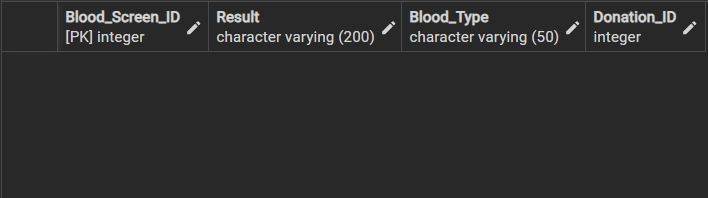 Blood_Screen_ID
[PK] integer
Result
character varying (200)
Blood_Type
character varying (50)
Donation_ID
integer